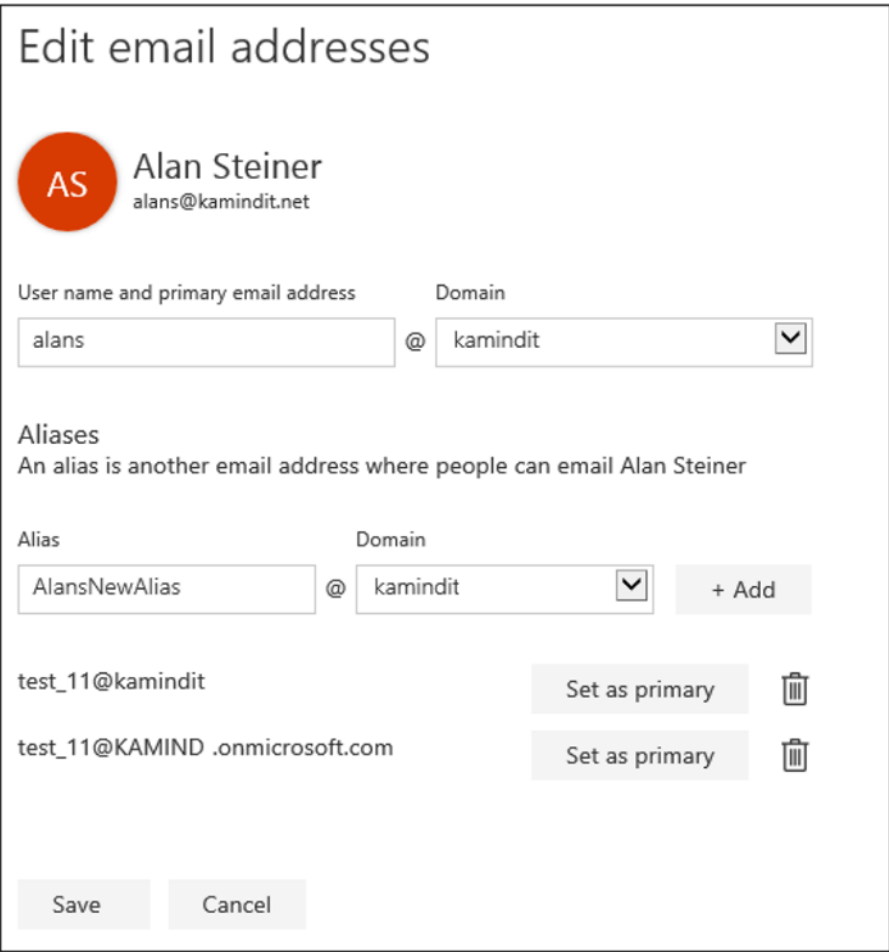 Edit email addresses
AS
Alan Steiner
alans@kamindit.net
User name and primary email address Domain
alans @ kamindit
Aliases
An alias is another email address where people can email Alan Steiner
Alias Domain
AlansNewAlias @ kamindit + Add
test_11@kamindit Set as primary
test_11@KAMIND .onmicrosoft.com Set as primary
Save Cancel